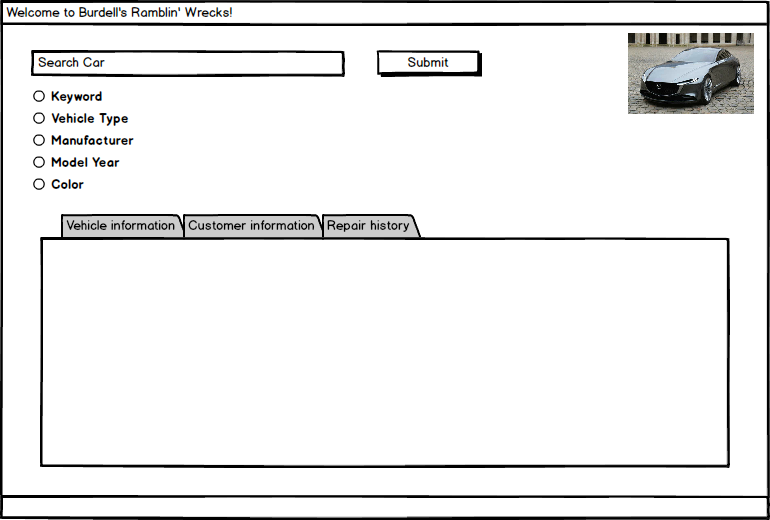 Welcome to Burdell's Ramblin' Wrecks!
Search Car
Submit
Keyword
Vehicle Type
Manufacturer
Model Year
Color
Vehicle information
Customer information
Repair history